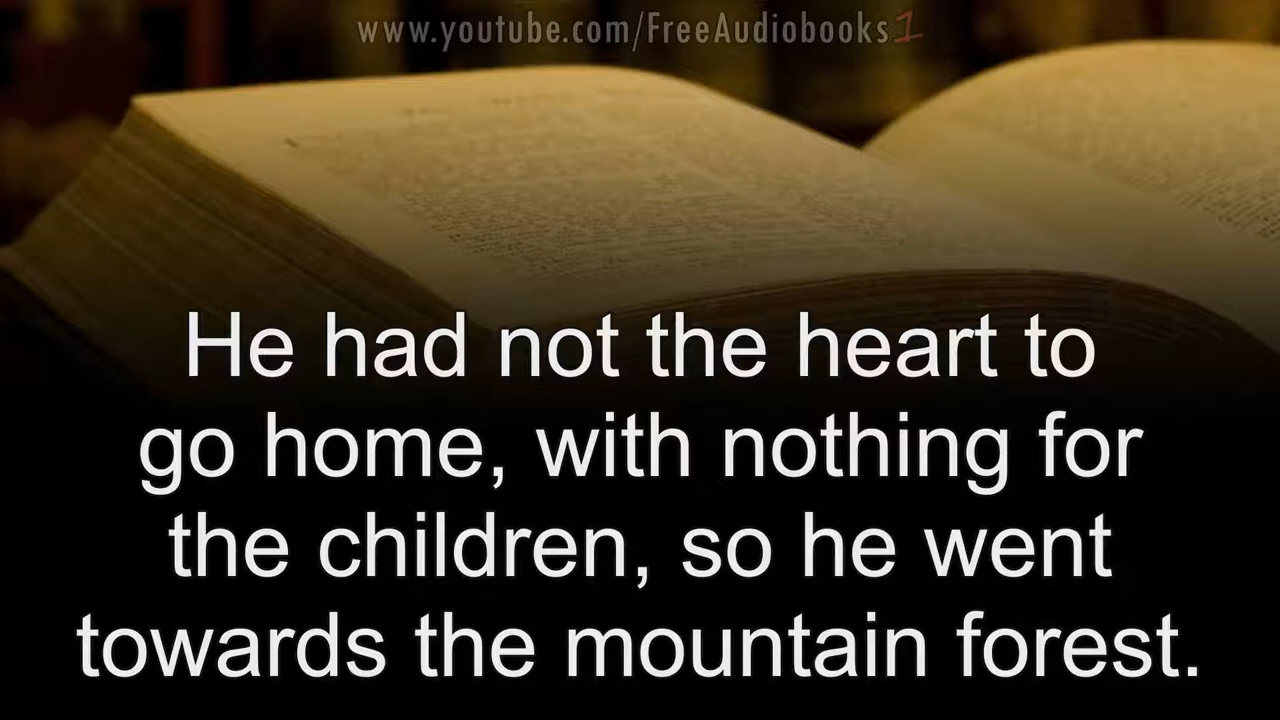 www.youtube.com/FreeAudiobooks1
He had not the heart to
go home, with nothing for
the children, so he went
towards the mountain forest.